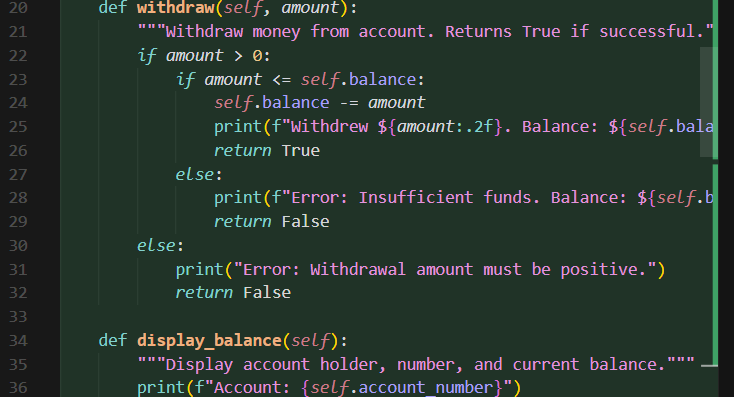 20 def withdraw(self, amount):
21 """Withdraw money from account. Returns True if successful."
22 if amount > 0:
23 if amount <= self.balance:
24 self.balance -= amount
25 print(f"Withdrew ${amount:.2f}. Balance: ${self.bala
26 return True
27 else:
28 print(f"Error: Insufficient funds. Balance: ${self.b
29 return False
30 else:
31 print("Error: Withdrawal amount must be positive.")
32 return False
33
34 def display_balance(self):
35 """Display account holder, number, and current balance."""
36 print(f"Account: {self.account_number}")